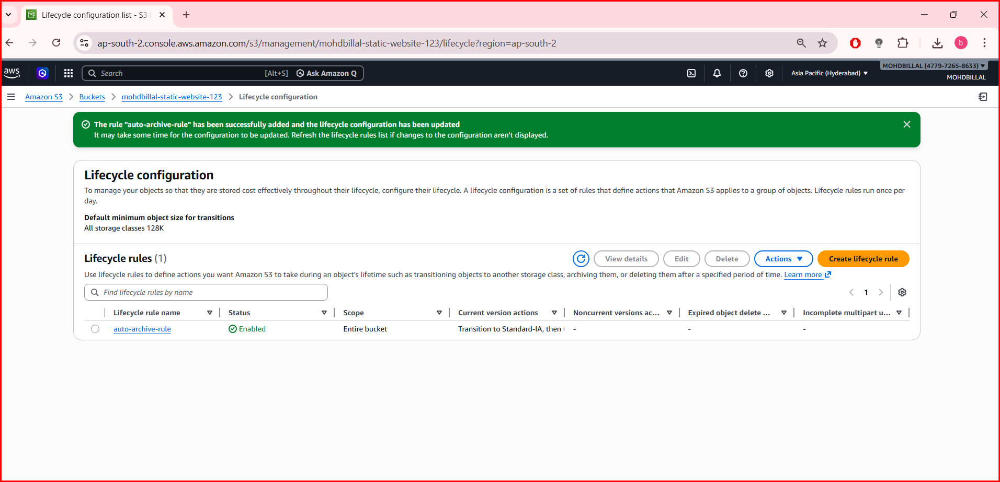 Lifecycle configuration list - S3
ap-south-2.console.aws.amazon.com/s3/management/mohdbillal-static-website-123/lifecycle?region=ap-south-2
b
aws
Search [Alt+S] Ask Amazon Q
Asia Pacific (Hyderabad)
MOHDBILLAL (4779-7265-8633)
MOHDBILLAL
Amazon S3 > Buckets > mohdbillal-static-website-123 > Lifecycle configuration
The rule "auto-archive-rule" has been successfully added and the lifecycle configuration has been updated
It may take some time for the configuration to be updated. Refresh the lifecycle rules list if changes to the configuration aren't displayed.
Lifecycle configuration
To manage your objects so that they are stored cost effectively throughout their lifecycle, configure their lifecycle. A lifecycle configuration is a set of rules that define actions that Amazon S3 applies to a group of objects. Lifecycle rules run once per
day.
Default minimum object size for transitions
All storage classes 128K
Lifecycle rules (1)
View details
Edit
Delete
Actions
Create lifecycle rule
Use lifecycle rules to define actions you want Amazon S3 to take during an object's lifetime such as transitioning objects to another storage class, archiving them, or deleting them after a specified period of time. Learn more
Find lifecycle rules by name
1
Lifecycle rule name Status Scope Current version actions Noncurrent versions ac... Expired object delete ... Incomplete multipart u...
auto-archive-rule Enabled Entire bucket Transition to Standard-IA, then - - -